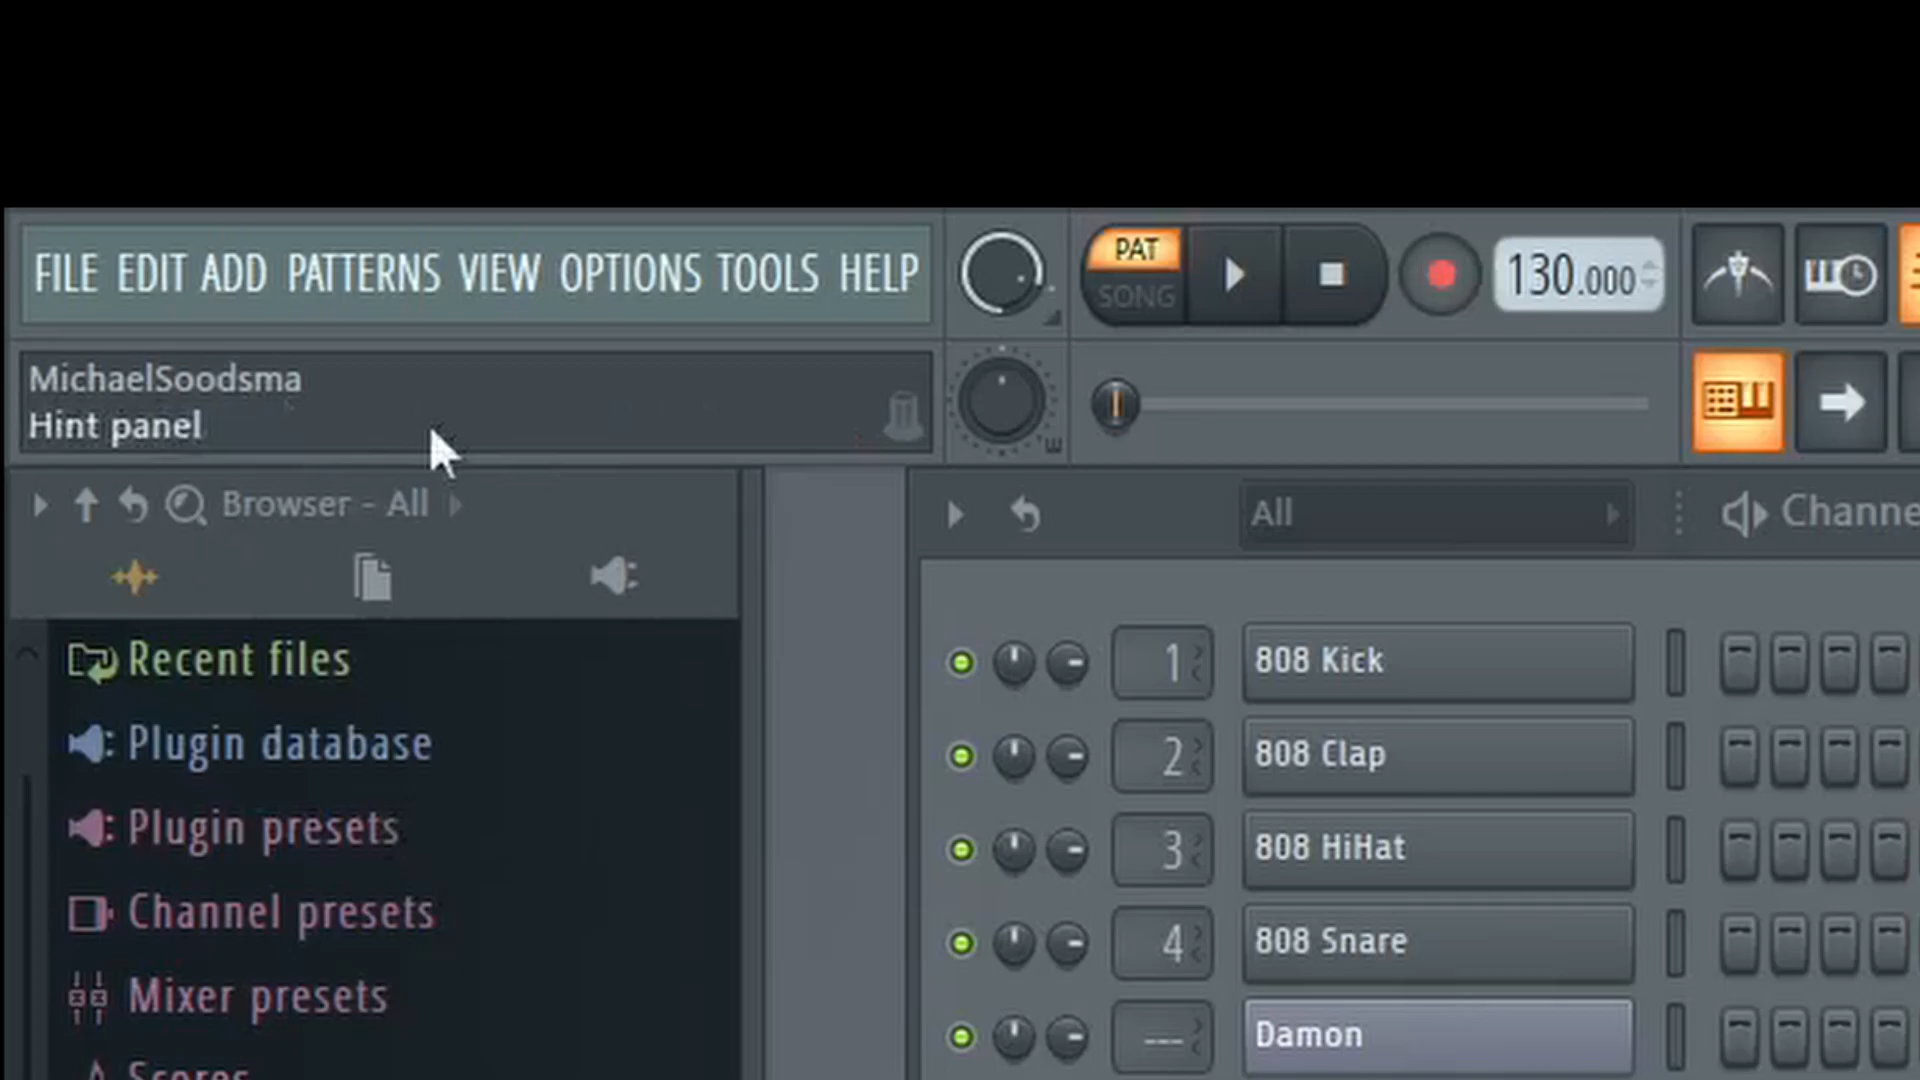 FILE EDIT ADD PATTERNS VIEW OPTIONS TOOLS HELP
PAT
SONG
130.000
MichaelSoodsma
Hint panel
Browser - All
All
Channe
Recent files
Plugin database
Plugin presets
Channel presets
Mixer presets
Scores
1 808 Kick
2 808 Clap
3 808 HiHat
4 808 Snare
--- Damon